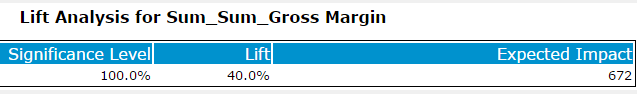 Lift Analysis for Sum_Sum_Gross Margin
Significance Level Lift Expected Impact
100.0% 40.0% 672